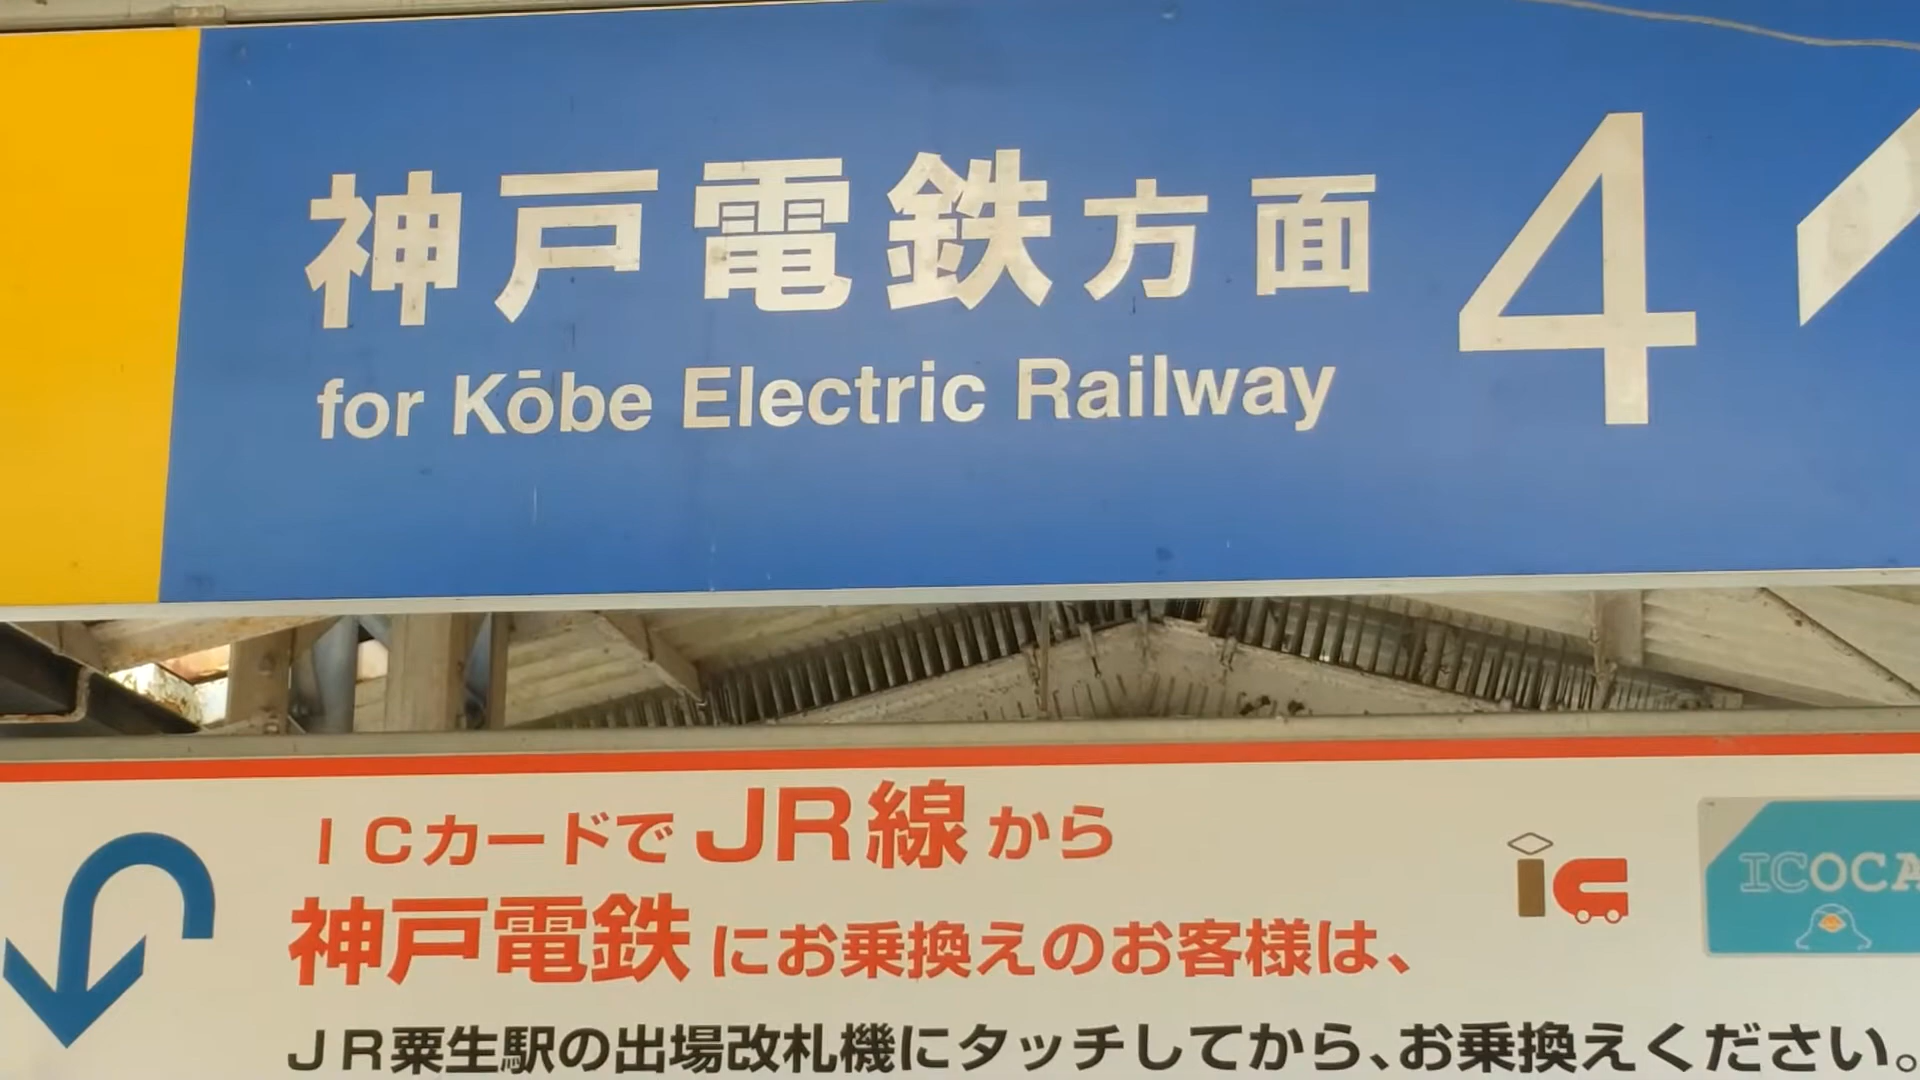 神戸電鉄方面 4
for Kōbe Electric Railway
ICカードでJR線から
神戸電鉄にお乗換えのお客様は、
JR粟生駅の出場改札機にタッチしてから、お乗換えください。
IC
ICOCA